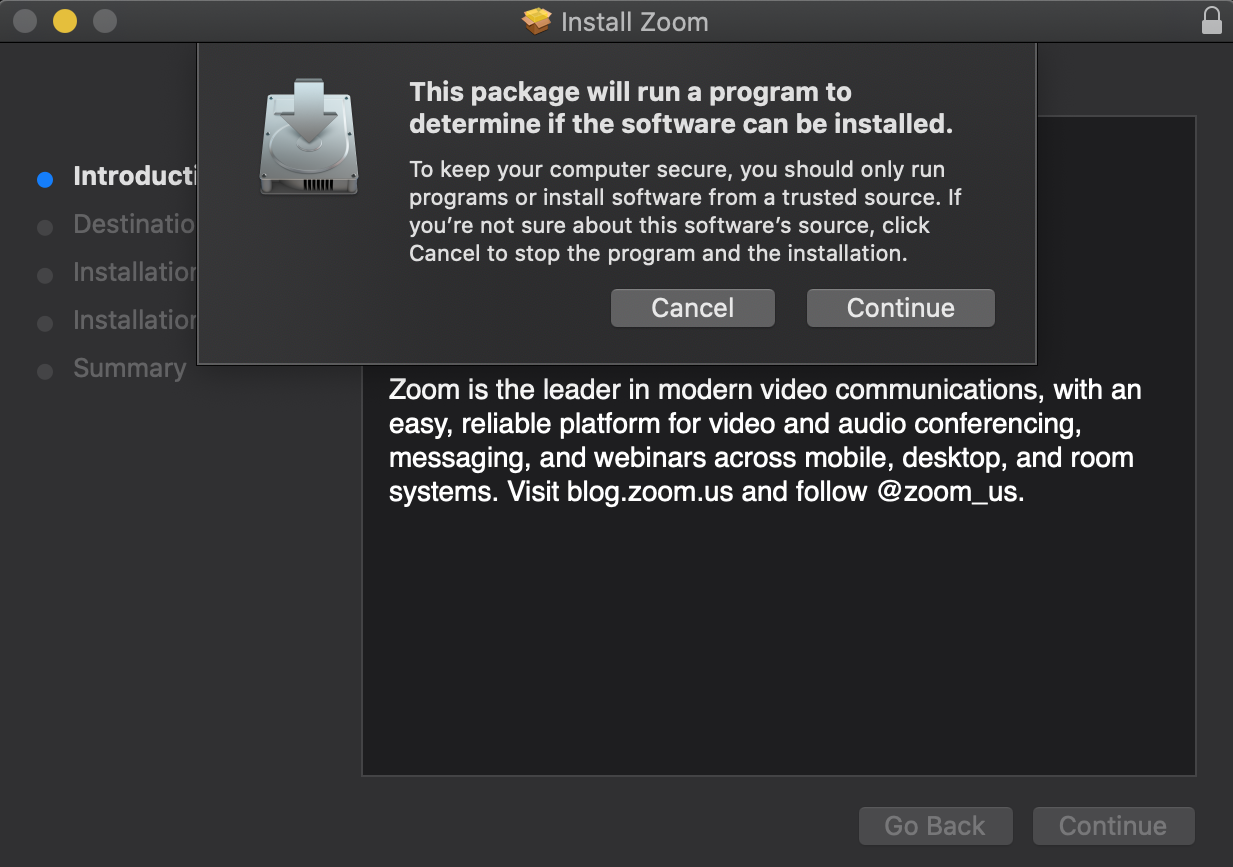 Install Zoom
This package will run a program to
determine if the software can be installed.
To keep your computer secure, you should only run
programs or install software from a trusted source. If
you’re not sure about this software’s source, click
Cancel to stop the program and the installation.
Cancel
Continue
Introducti
Destinatio
Installation
Installation
Summary
Zoom is the leader in modern video communications, with an
easy, reliable platform for video and audio conferencing,
messaging, and webinars across mobile, desktop, and room
systems. Visit blog.zoom.us and follow @zoom_us.
Go Back
Continue